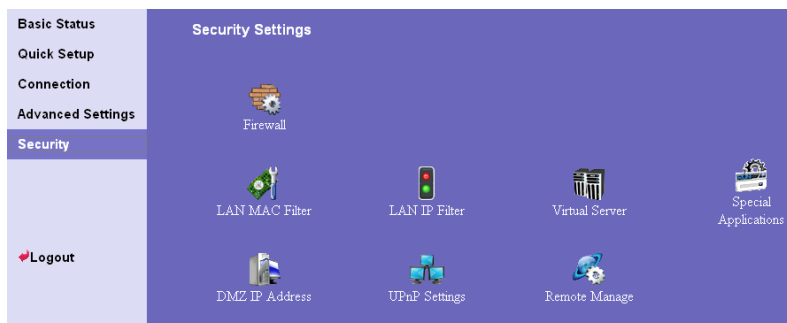 Basic Status
Quick Setup
Connection
Advanced Settings
Security
Logout
Security Settings
Firewall
LAN MAC Filter
LAN IP Filter
Virtual Server
Special
Applications
DMZ IP Address
UPnP Settings
Remote Manage